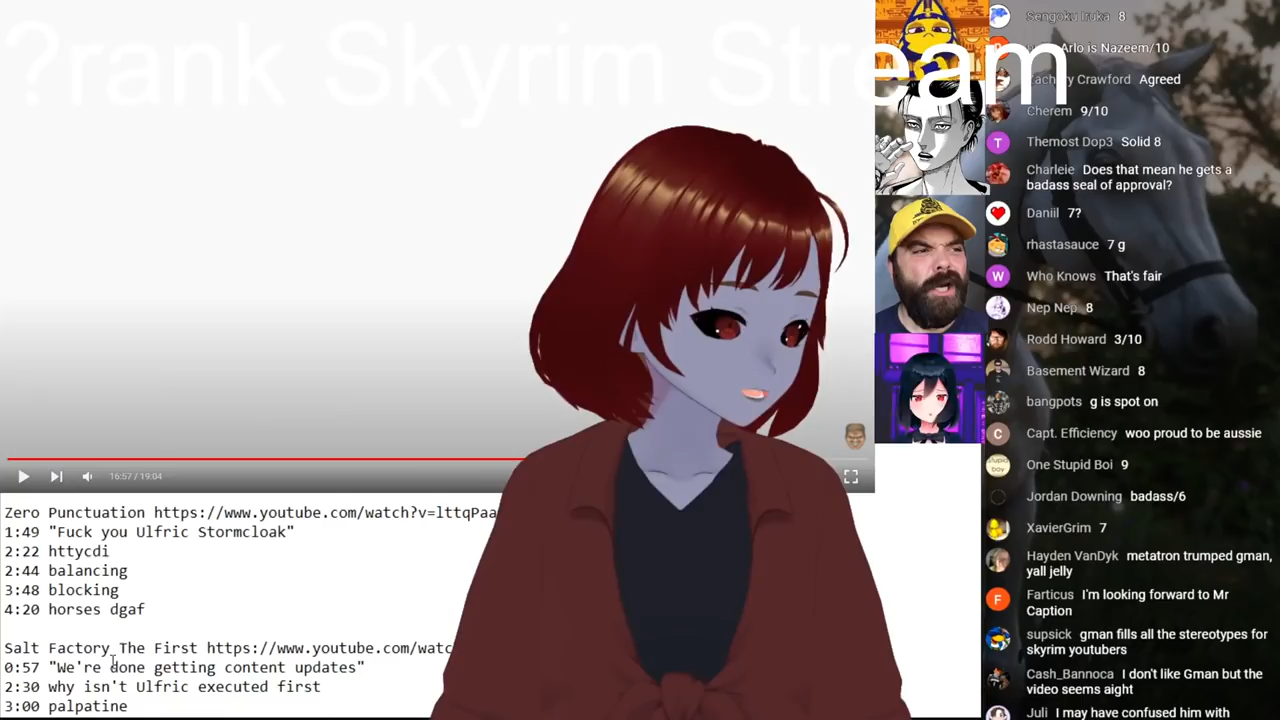 ?rank Skyrim Stream
16:57 / 19:04
Zero Punctuation https://www.youtube.com/watch?v=lttqPaa
1:49 "Fuck you Ulfric Stormcloak"
2:22 httycdi
2:44 balancing
3:48 blocking
4:20 horses dgaf
Salt Factory The First https://www.youtube.com/watc
0:57 "We're done getting content updates"
2:30 why isn't Ulfric executed first
3:00 palpatine
Sengoku Iruka 8
Arlo is Nazeem/10
Zachary Crawford Agreed
Cherem 9/10
T
Themost Dop3 Solid 8
Charleie Does that mean he gets a
badass seal of approval?
Daniil 7?
rhastasauce 7 g
W
Who Knows That's fair
Nep Nep 8
Rodd Howard 3/10
Basement Wizard 8
bangpots g is spot on
C
Capt. Efficiency woo proud to be aussie
One Stupid Boi 9
Jordan Downing badass/6
XavierGrim 7
Hayden VanDyk metatron trumped gman,
yall jelly
F
Farticus I'm looking forward to Mr
Caption
supsick gman fills all the stereotypes for
skyrim youtubers
Cash_Bannoca I don't like Gman but the
video seems aight
Juli I may have confused him with